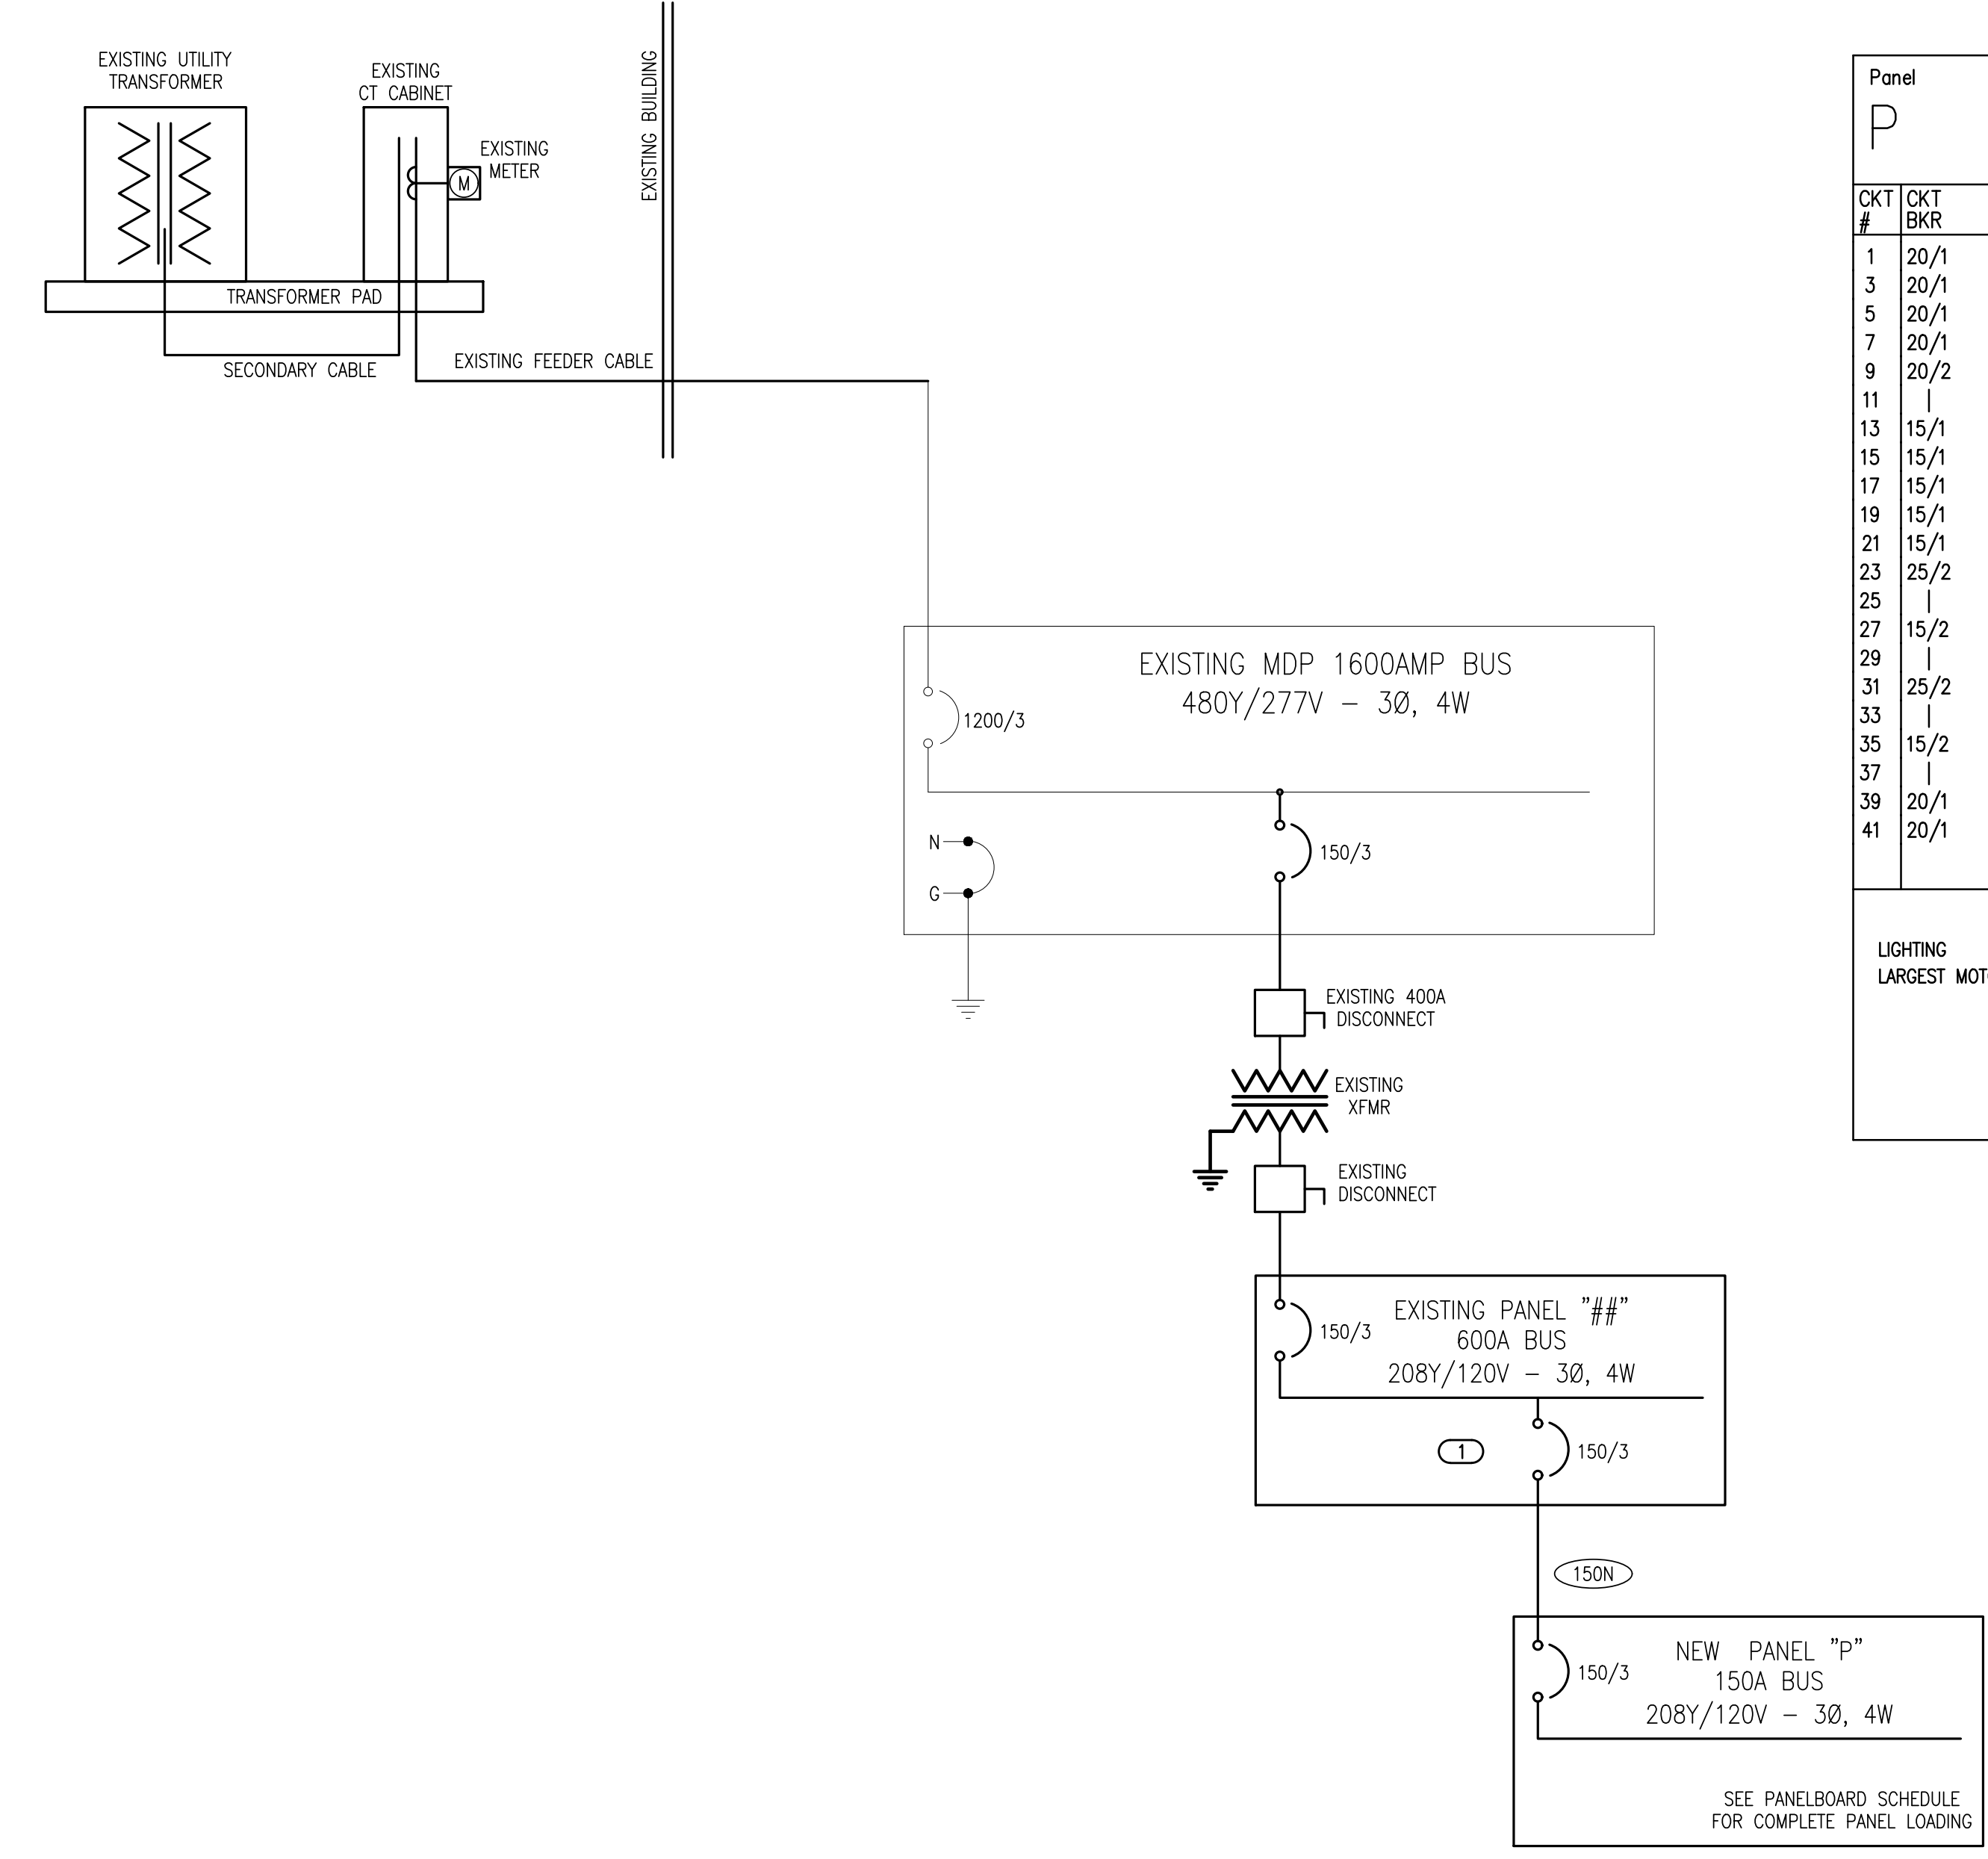 EXISTING UTILITY
TRANSFORMER
EXISTING
CT CABINET
EXISTING
METER
M
EXISTING BUILDING
TRANSFORMER PAD
SECONDARY CABLE
EXISTING FEEDER CABLE
EXISTING MDP 1600AMP BUS
480Y/277V – 3Ø, 4W
1200/3
N
G
150/3
EXISTING 400A
DISCONNECT
EXISTING
XFMR
EXISTING
DISCONNECT
150/3
EXISTING PANEL "##"
600A BUS
208Y/120V – 3Ø, 4W
1
150/3
150N
150/3
NEW PANEL "P"
150A BUS
208Y/120V – 3Ø, 4W
SEE PANELBOARD SCHEDULE
FOR COMPLETE PANEL LOADING
Panel
P
CKT CKT
# BKR
1 20/1
3 20/1
5 20/1
7 20/1
9 20/2
11 |
13 15/1
15 15/1
17 15/1
19 15/1
21 15/1
23 25/2
25 |
27 15/2
29 |
31 25/2
33 |
35 15/2
37 |
39 20/1
41 20/1
LIGHTING
LARGEST MOT